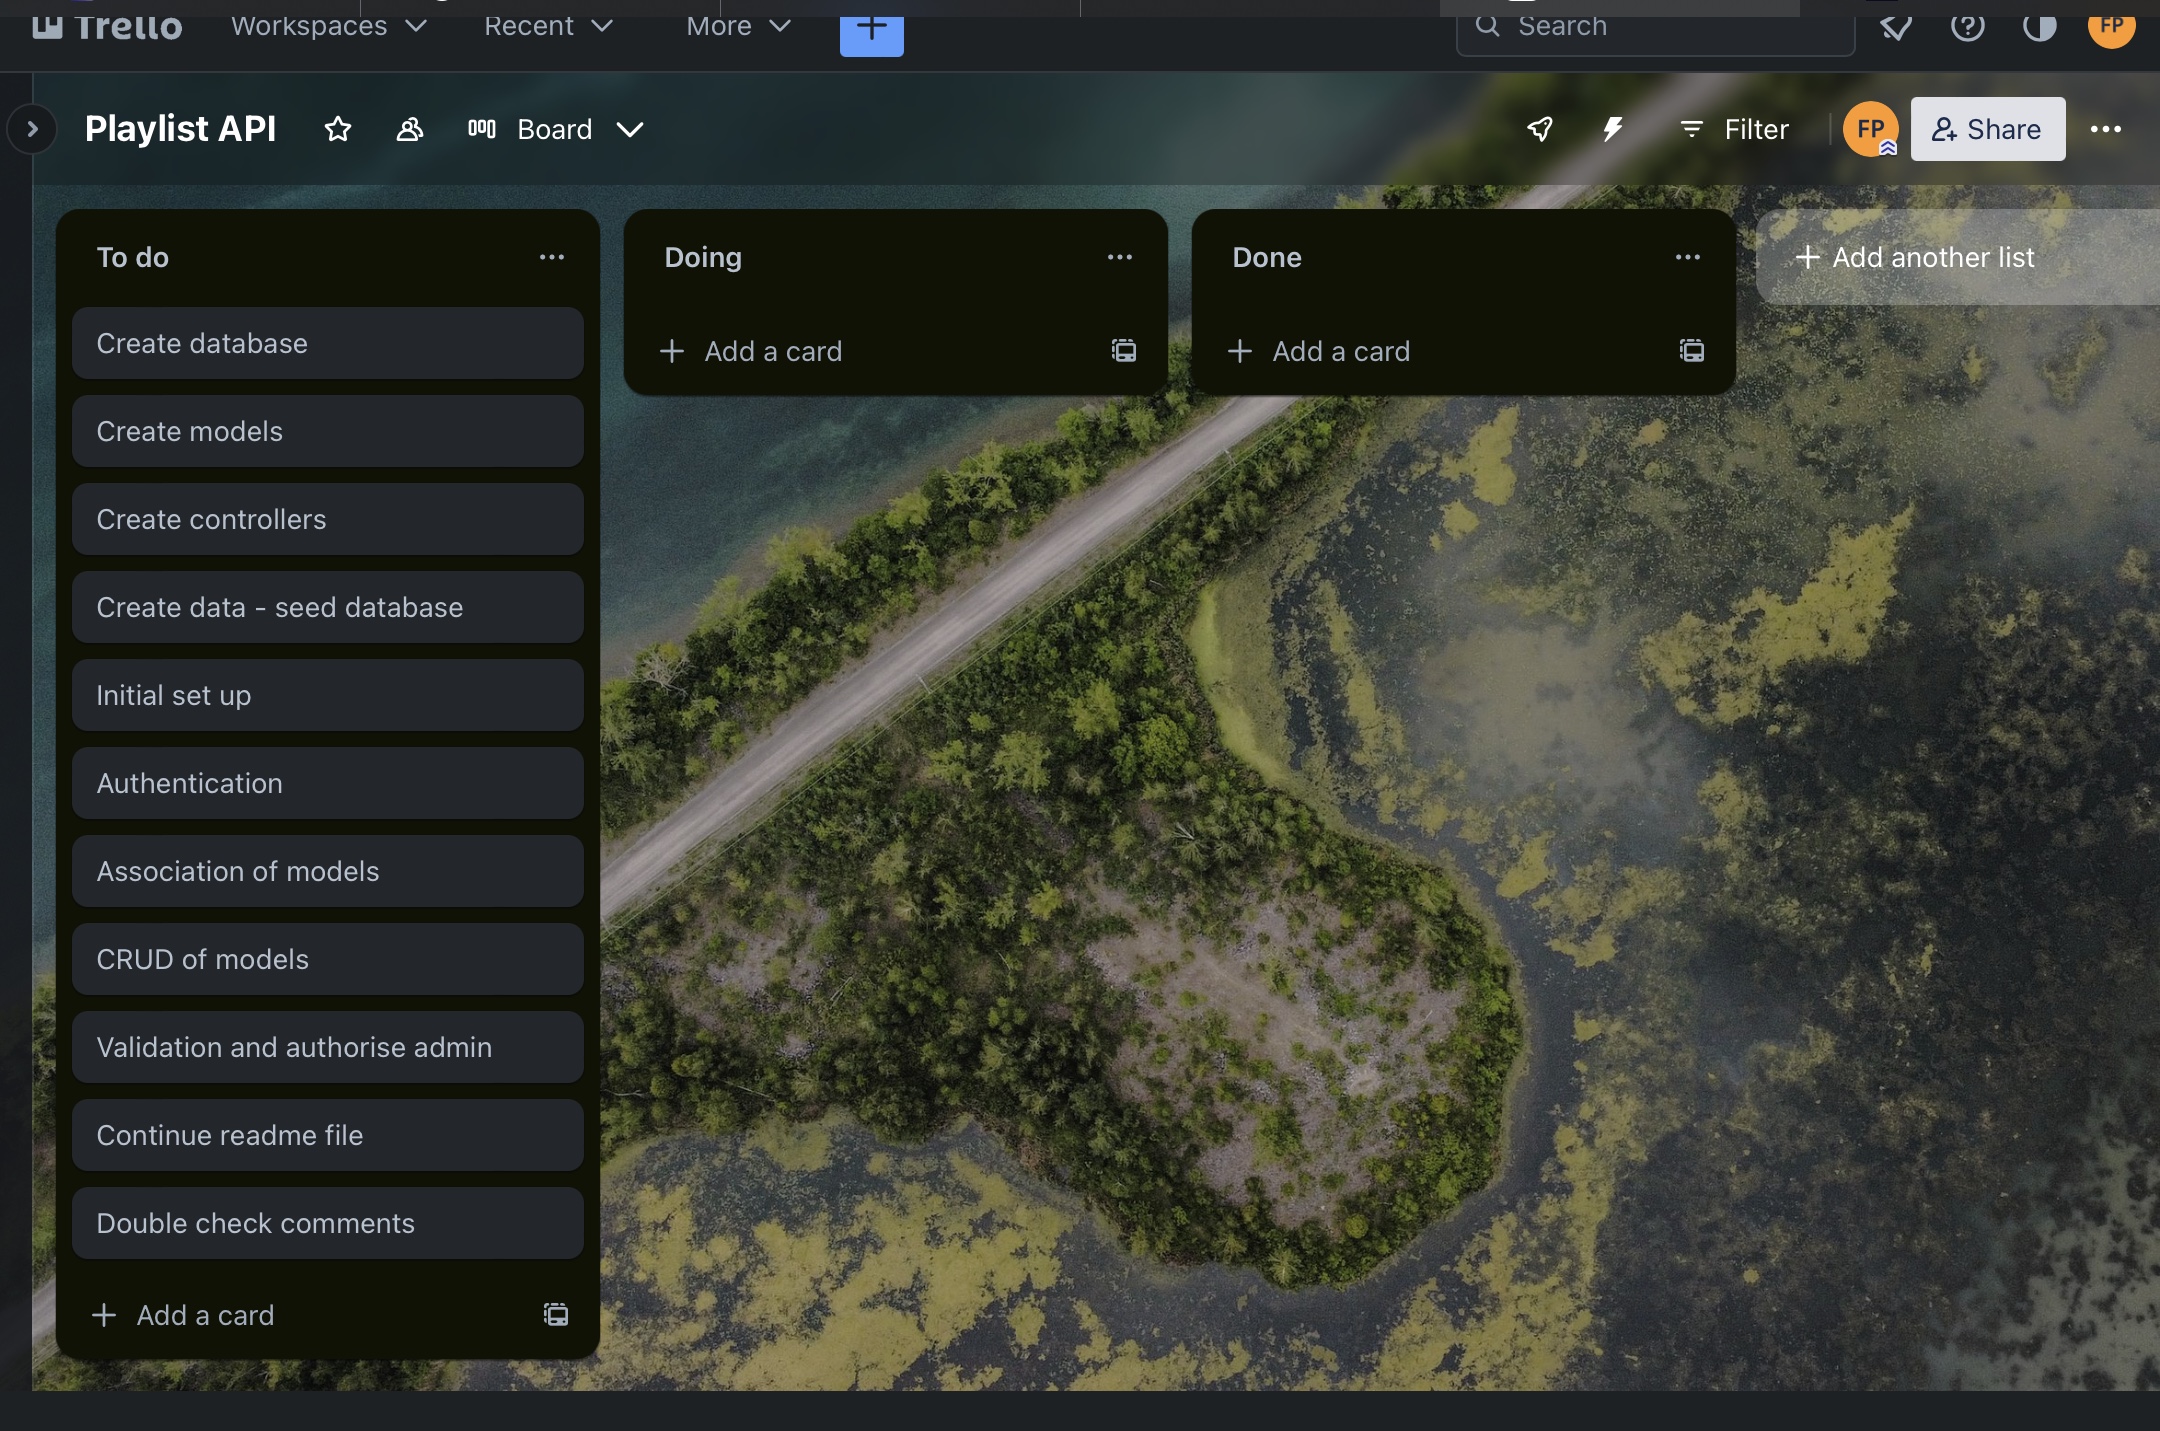 Trello
Workspaces
Recent
More
Search
FP
Playlist API
Board
Filter
FP
Share
To do
Create database
Create models
Create controllers
Create data - seed database
Initial set up
Authentication
Association of models
CRUD of models
Validation and authorise admin
Continue readme file
Double check comments
Add a card
Doing
Add a card
Done
Add a card
Add another list